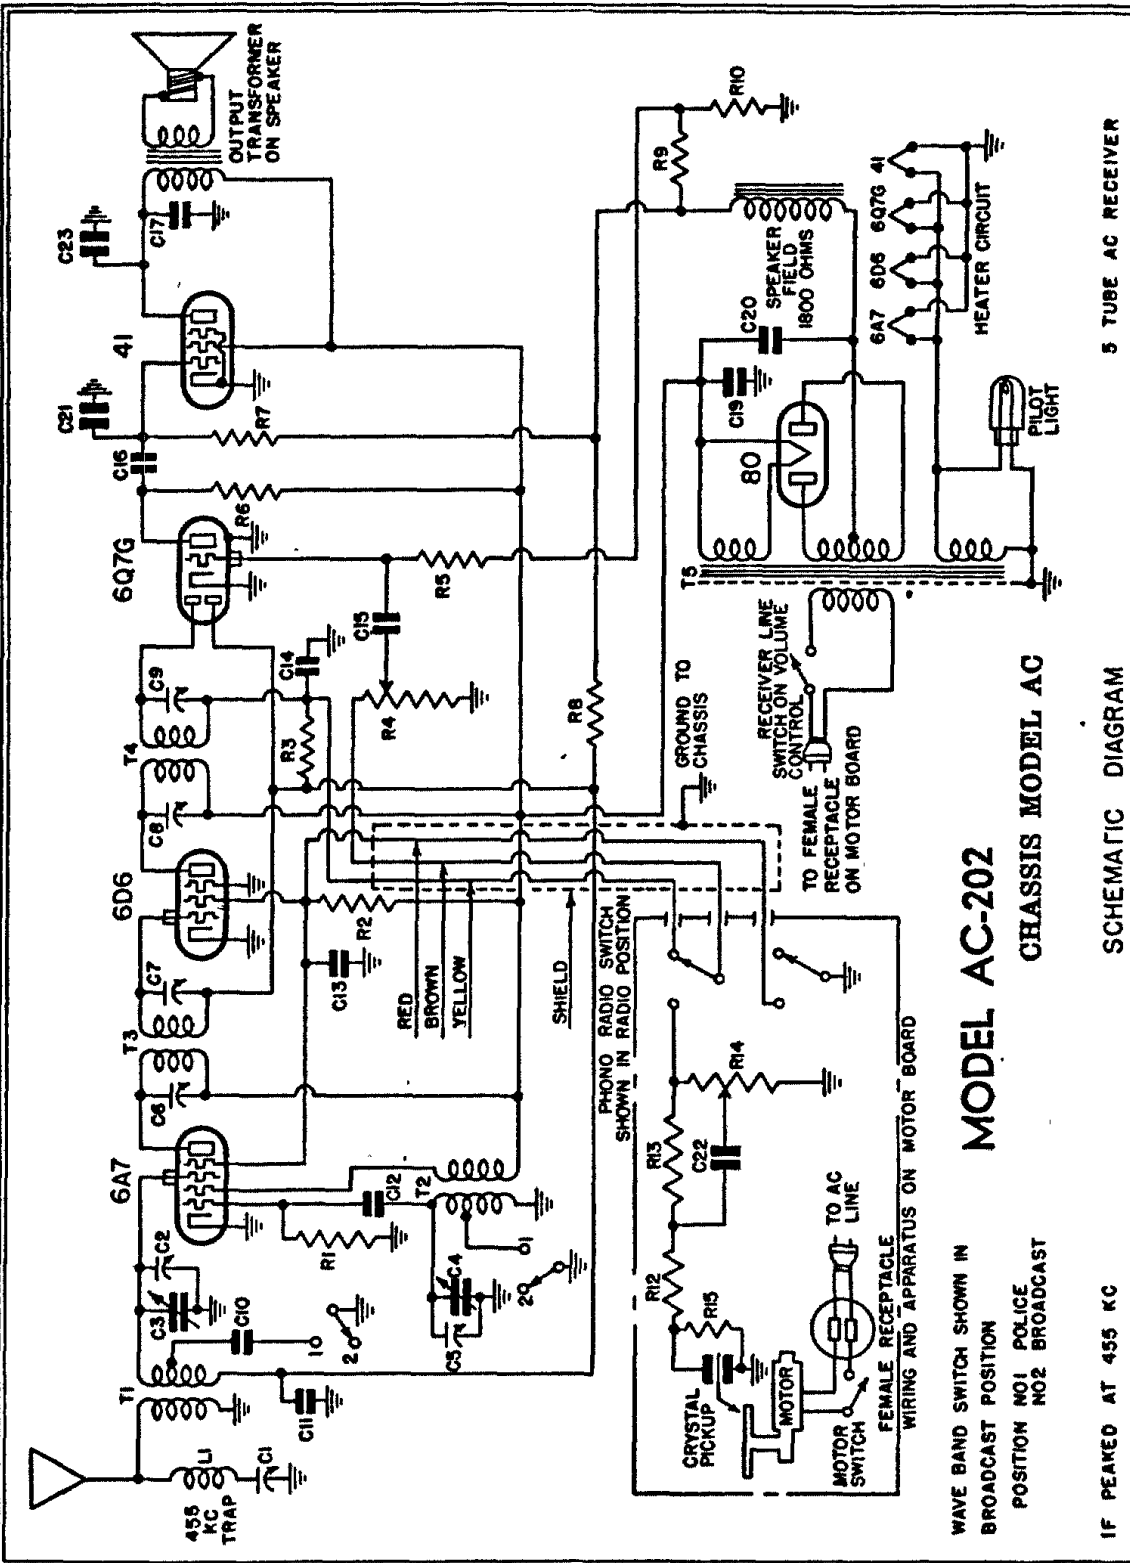 455
KC
TRAP
L1
C1
T1
C3
C2
C10
C11
1
2
6A7
R1
C12
T2
C4
C5
1
2
C6
T3
C7
6D6
C13
R2
C8
T4
C9
R3
C14
R4
C15
6Q7G
R6
R5
C16
C21
R7
41
C23
C17
OUTPUT
TRANSFORMER
ON SPEAKER
RED
BROWN
YELLOW
SHIELD
R8
GROUND TO
CHASSIS
R9
R10
PHONO RADIO SWITCH
SHOWN IN RADIO POSITION
CRYSTAL
PICKUP
R15
R12
R13
C22
R14
MOTOR
MOTOR
SWITCH
TO AC
LINE
FEMALE RECEPTACLE
WIRING AND APPARATUS ON MOTOR BOARD
RECEIVER LINE
SWITCH ON VOLUME
CONTROL
TO FEMALE
RECEPTACLE
ON MOTOR BOARD
T5
80
C19
C20
SPEAKER
FIELD
1800 OHMS
6A7
6D6
6Q7G
41
HEATER CIRCUIT
PILOT
LIGHT
WAVE BAND SWITCH SHOWN IN
BROADCAST POSITION
POSITION NO1 POLICE
NO2 BROADCAST
MODEL AC-202
CHASSIS MODEL AC
IF PEAKED AT 455 KC
SCHEMATIC DIAGRAM
5 TUBE AC RECEIVER